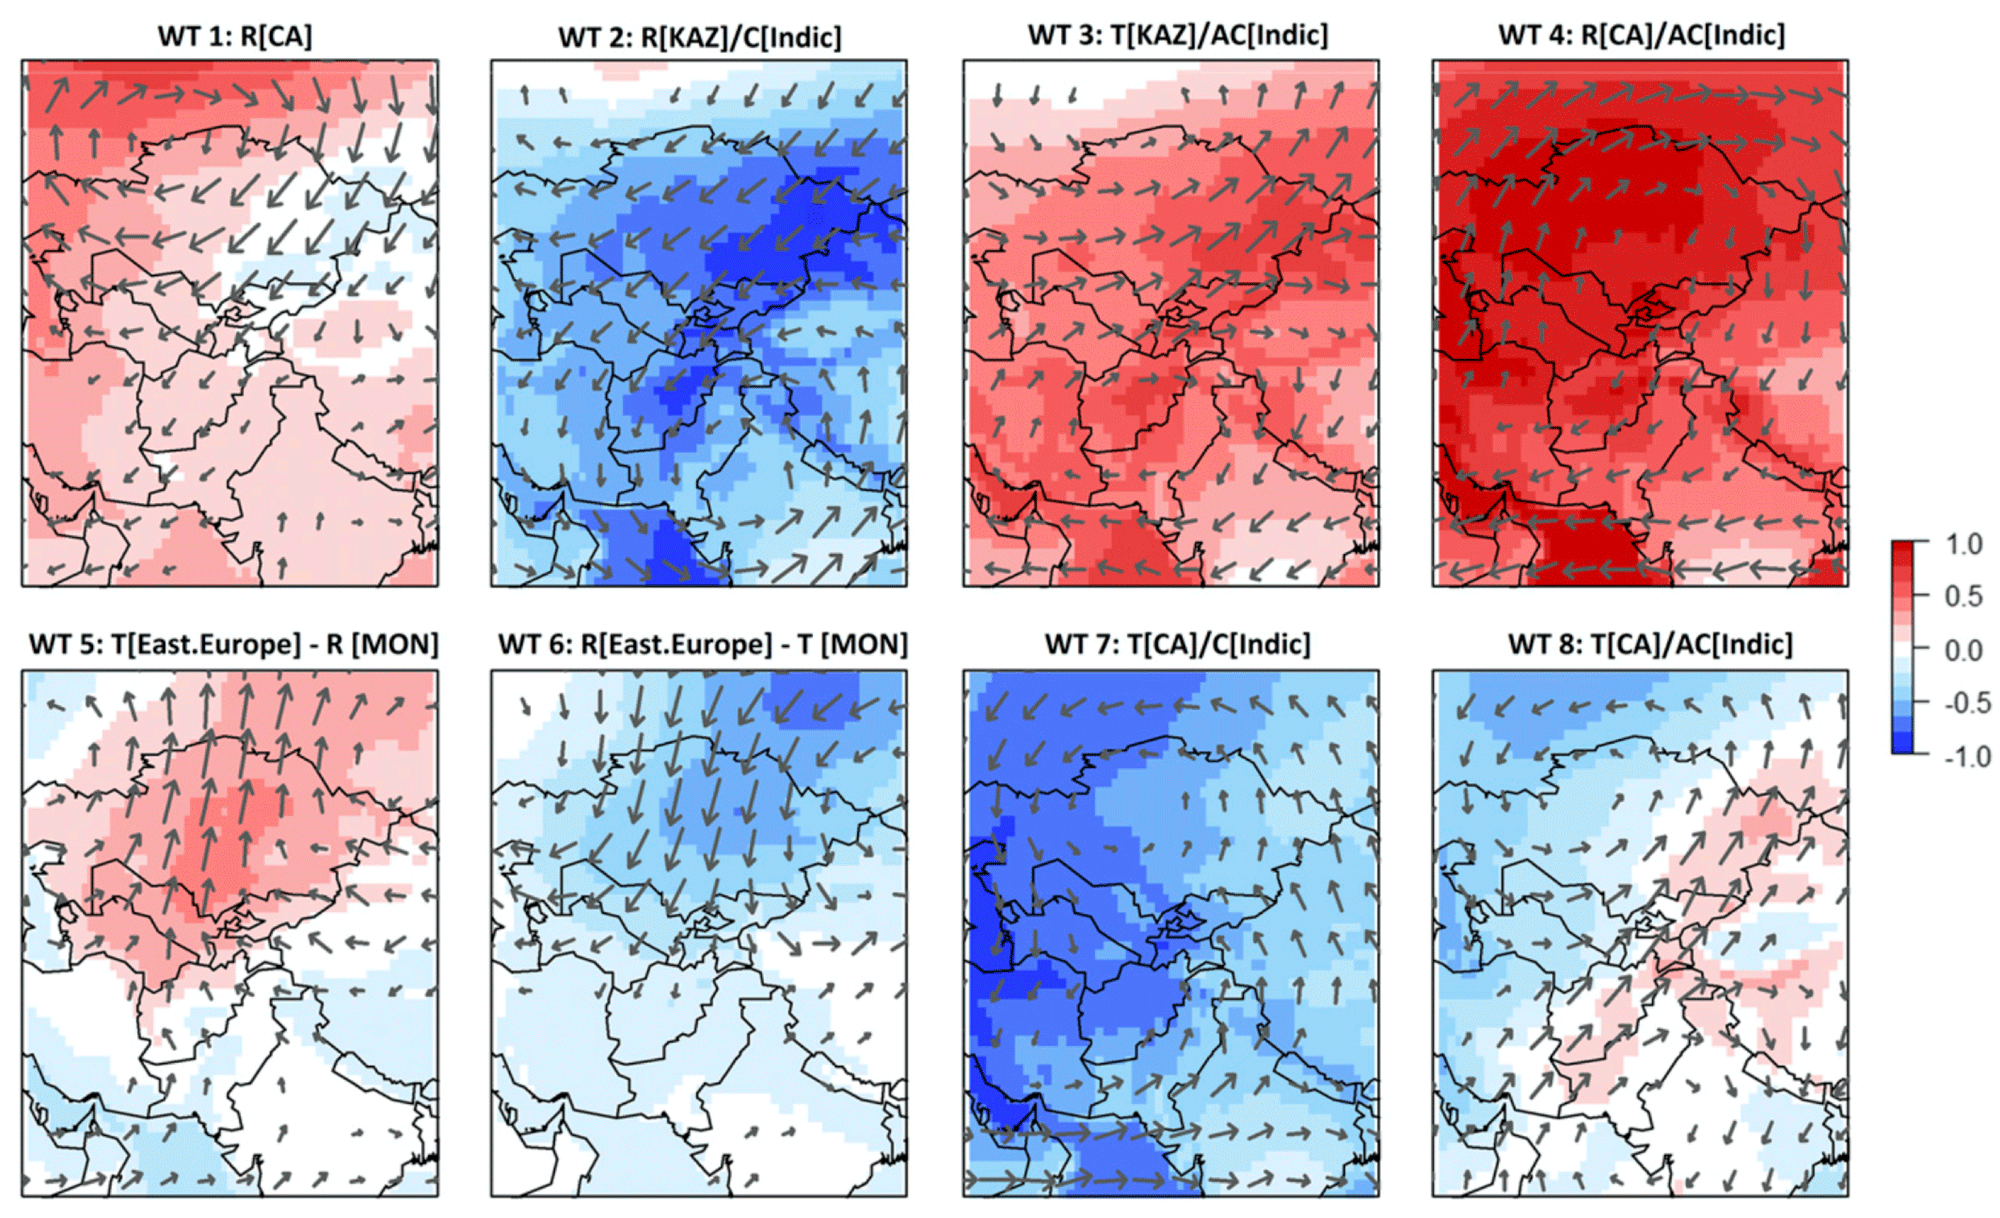 WT 1: R[CA]
WT 2: R[KAZ]/C[Indic]
WT 3: T[KAZ]/AC[Indic]
WT 4: R[CA]/AC[Indic]
1.0
0.5
0.0
-0.5
-1.0
WT 5: T[East.Europe] - R [MON]
WT 6: R[East.Europe] - T [MON]
WT 7: T[CA]/C[Indic]
WT 8: T[CA]/AC[Indic]